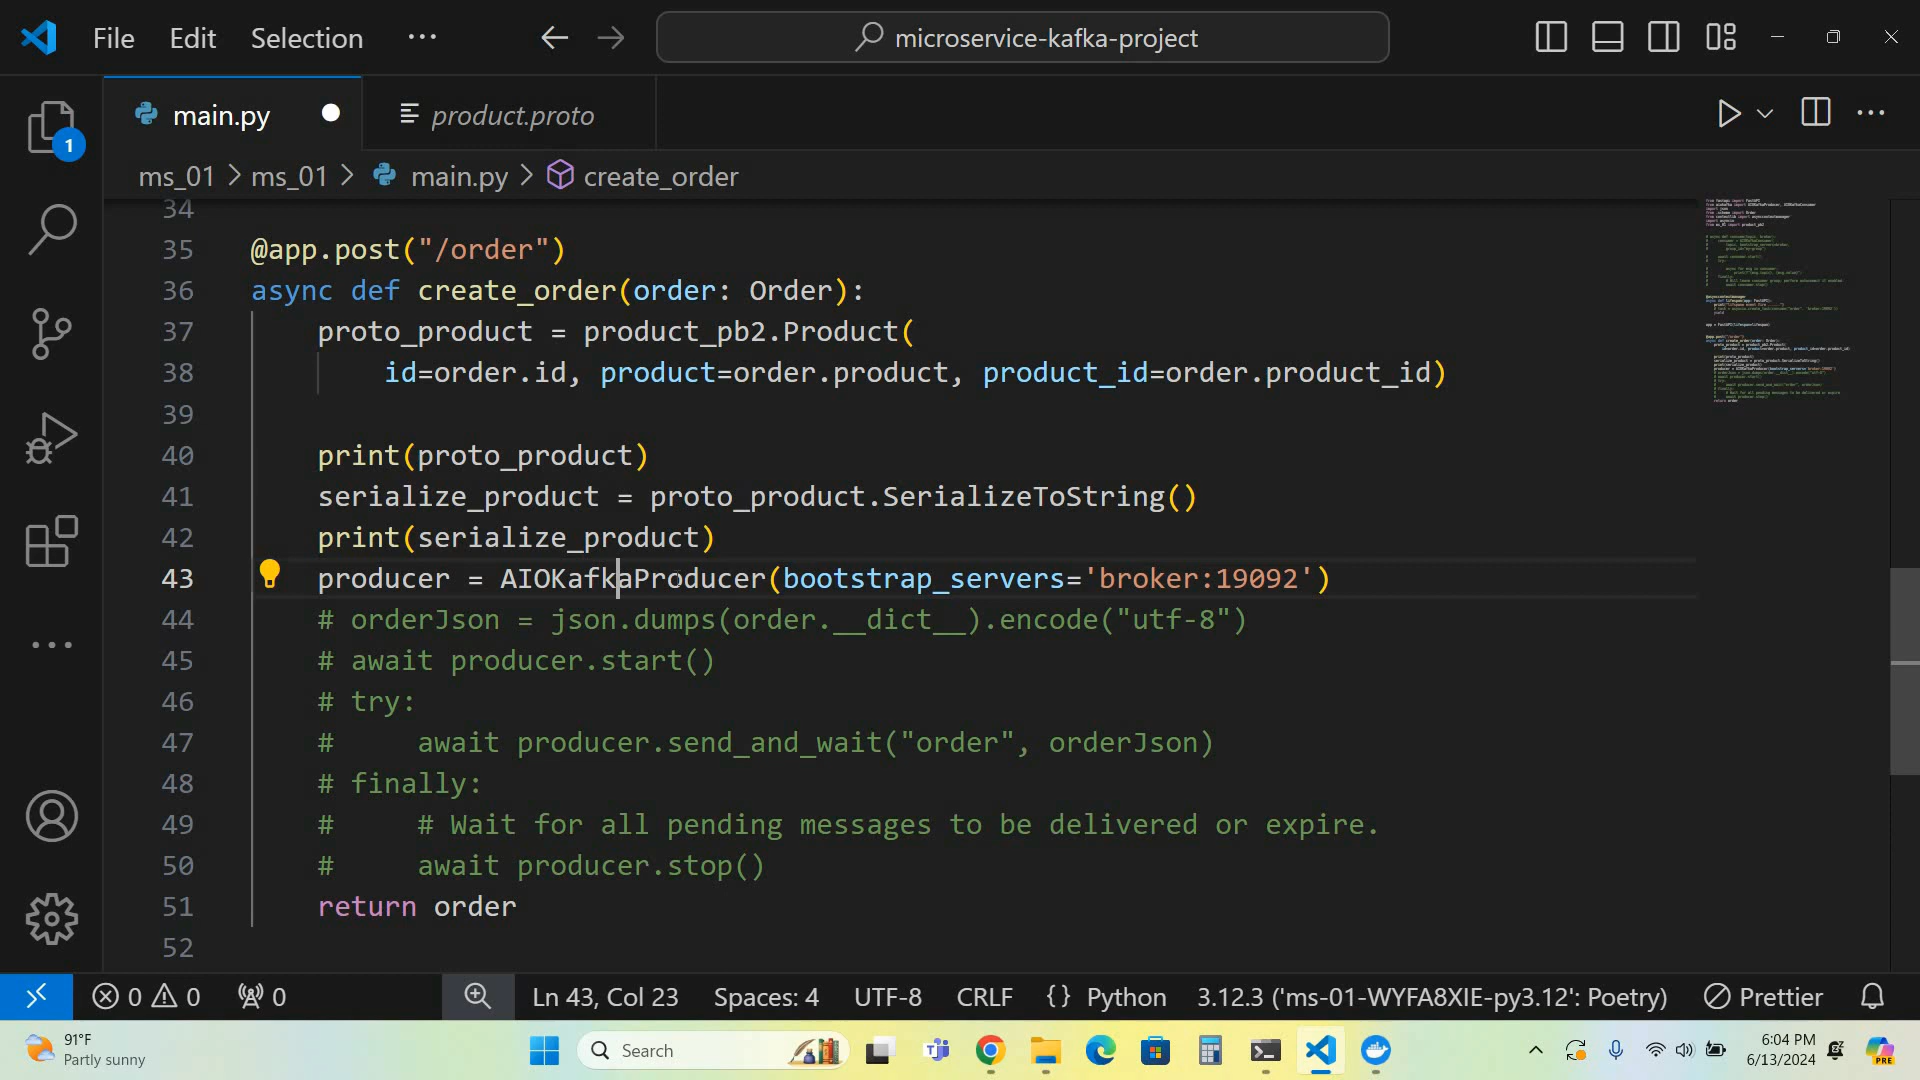 File Edit Selection ··· microservice-kafka-project
main.py product.proto
1
ms_01 > ms_01 > main.py > create_order
34
35 @app.post("/order")
36 async def create_order(order: Order):
37 proto_product = product_pb2.Product(
38 id=order.id, product=order.product, product_id=order.product_id)
39
40 print(proto_product)
41 serialize_product = proto_product.SerializeToString()
42 print(serialize_product)
43 producer = AIOKafkaProducer(bootstrap_servers='broker:19092')
44 # orderJson = json.dumps(order.__dict__).encode("utf-8")
45 # await producer.start()
46 # try:
47 # await producer.send_and_wait("order", orderJson)
48 # finally:
49 # # Wait for all pending messages to be delivered or expire.
50 # await producer.stop()
51 return order
52
0 0 0 Ln 43, Col 23 Spaces: 4 UTF-8 CRLF {} Python 3.12.3 ('ms-01-WYFA8XIE-py3.12': Poetry) Prettier
91°F
Partly sunny
Search
6:04 PM
6/13/2024
PRE